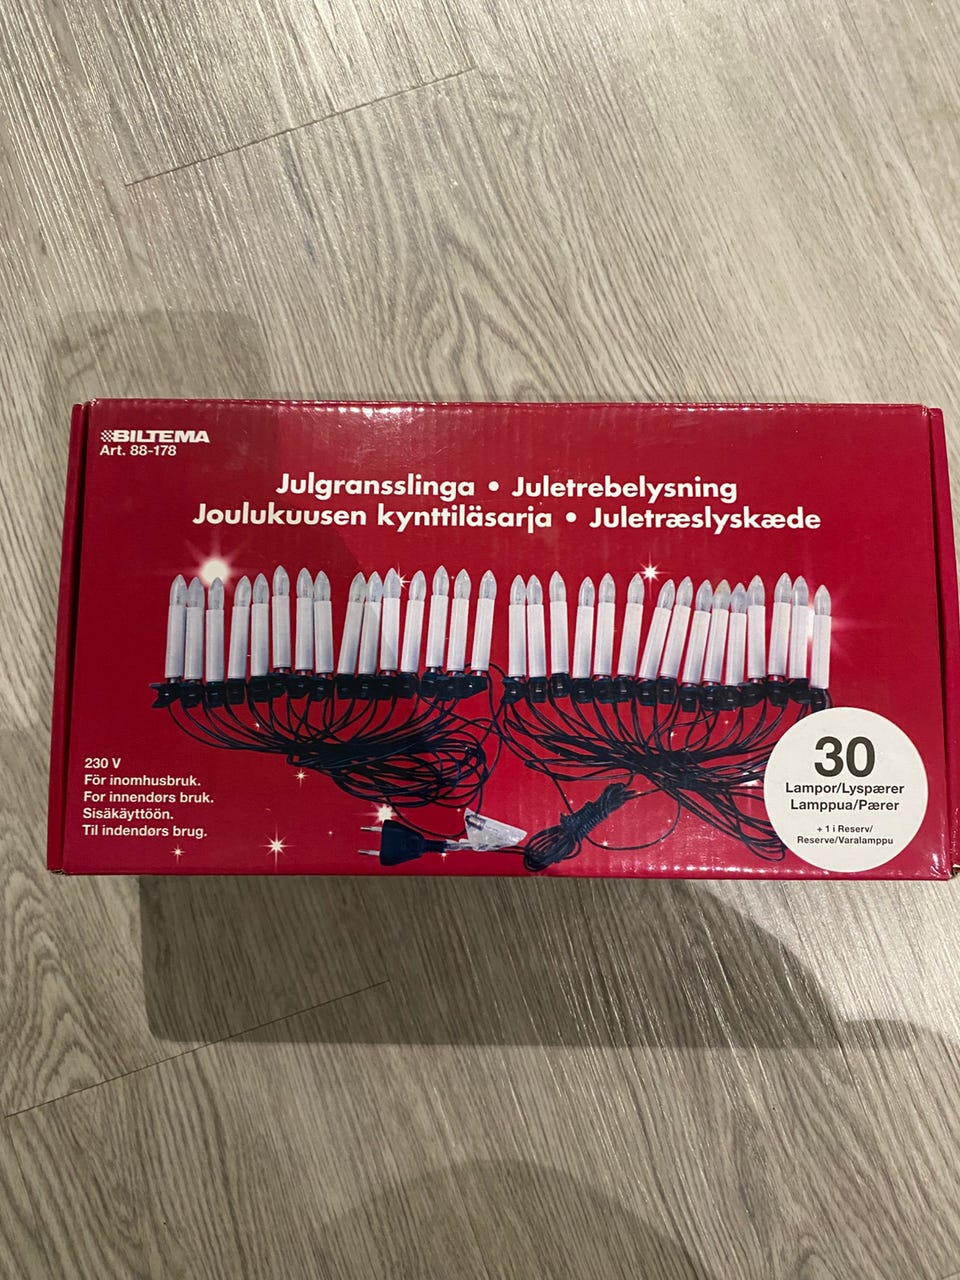 BILTEMA
Art. 88-178
Julgransslinga • Juletrebelysning
Joulukuusen kynttiläsarja • Juletræslyskæde
230 V
För inomhusbruk.
For innendørs bruk.
Sisäkäyttöön.
Til indendørs brug.
30
Lampor/Lyspærer
Lamppua/Pærer
+ 1 i Reserv/
Reserve/Varalamppu